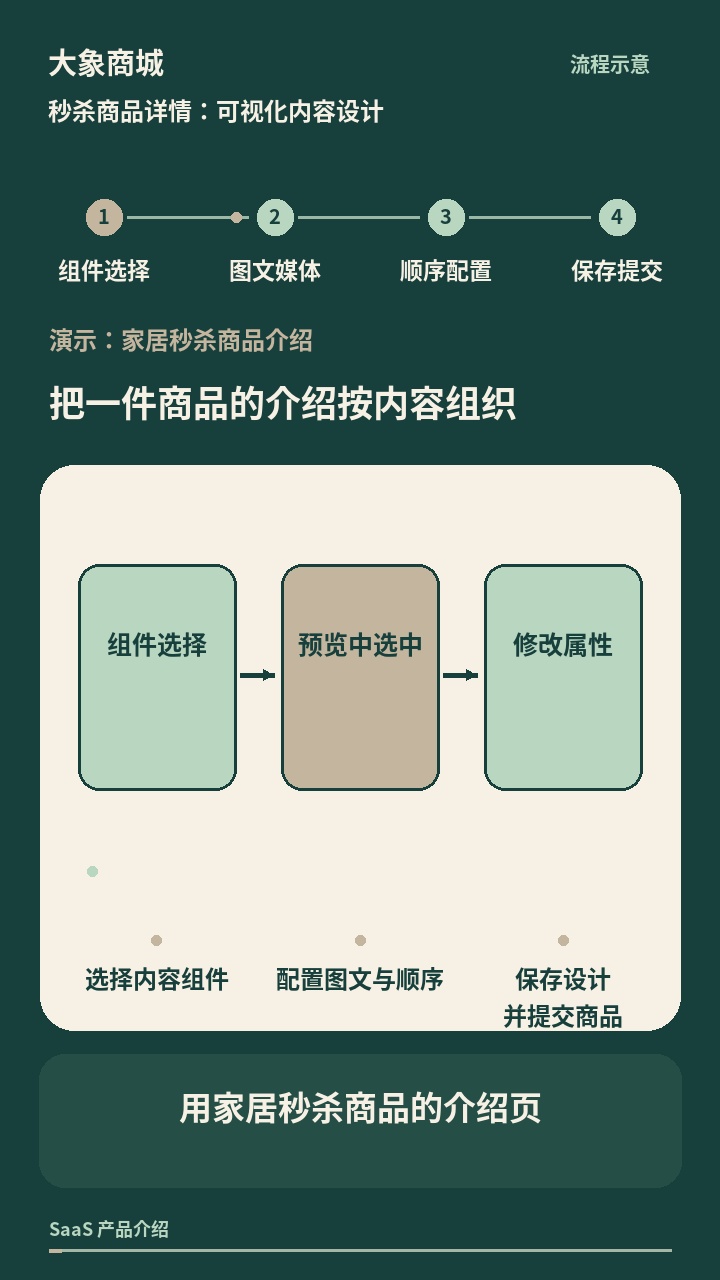 大象商城
流程示意
秒杀商品详情：可视化内容设计
1
2
3
4
组件选择
图文媒体
顺序配置
保存提交
演示：家居秒杀商品介绍
把一件商品的介绍按内容组织
组件选择
预览中选中
修改属性
选择内容组件
配置图文与顺序
保存设计
并提交商品
用家居秒杀商品的介绍页
SaaS 产品介绍